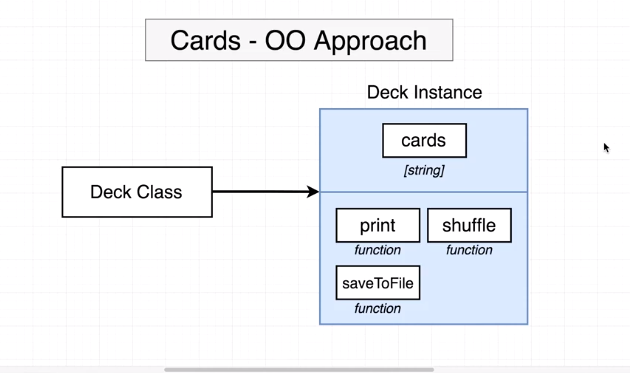 Cards - OO Approach
Deck Instance
cards
[string]
Deck Class
print
shuffle
function
function
saveToFile
function